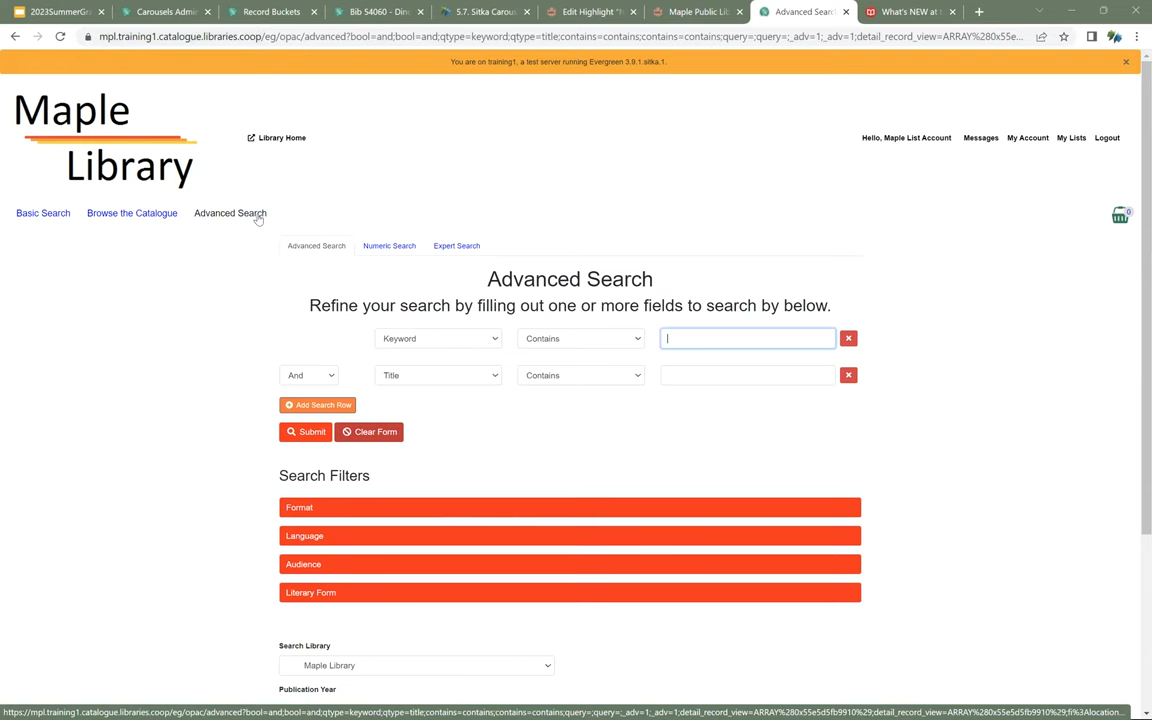 2023SummerGra
Carousels Admi
Record Buckets
Bib 54060 - Din
5.7. Sitka Carous
Edit Highlight "N
Maple Public Lib
Advanced Searc
What's NEW at
mpl.training1.catalogue.libraries.coop/eg/opac/advanced?bool=and;bool=and;qtype=keyword;qtype=title;contains=contains;contains=contains;query=;query=;_adv=1;_adv=1;detail_record_view=ARRAY%280x55e...
You are on training1, a test server running Evergreen 3.9.1.sitka.1.
Maple
Library
Library Home
Hello, Maple List Account
Messages
My Account
My Lists
Logout
Basic Search
Browse the Catalogue
Advanced Search
0
Advanced Search
Numeric Search
Expert Search
Advanced Search
Refine your search by filling out one or more fields to search by below.
Keyword
Contains
And
Title
Contains
Add Search Row
Submit
Clear Form
Search Filters
Format
Language
Audience
Literary Form
Search Library
Maple Library
Publication Year
https://mpl.training1.catalogue.libraries.coop/eg/opac/advanced?bool=and;bool=and;qtype=keyword;qtype=title;contains=contains;contains=contains;query=;query=;_adv=1;_adv=1;detail_record_view=ARRAY%280x55e5d5fb9910%29;detail_record_view=ARRAY%280x55e5d5fb9910%29;fi%3Alocation...